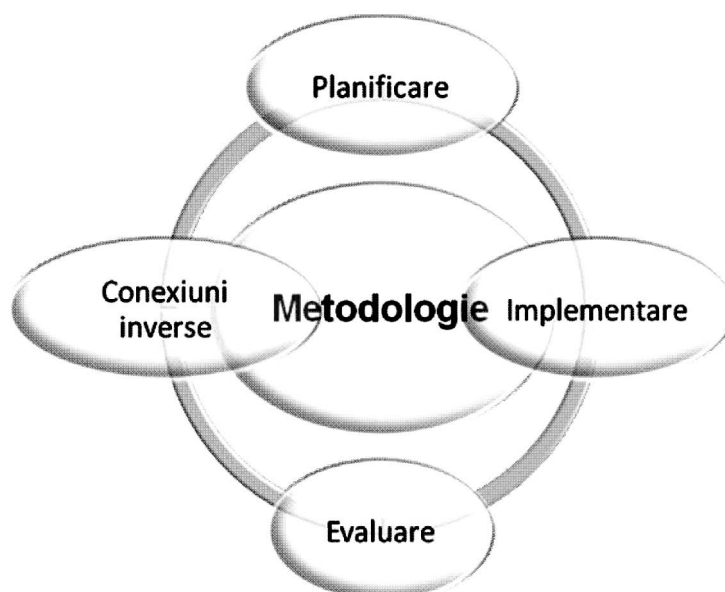 Planificare
Conexiuni
inverse
Metodologie
Implementare
Evaluare